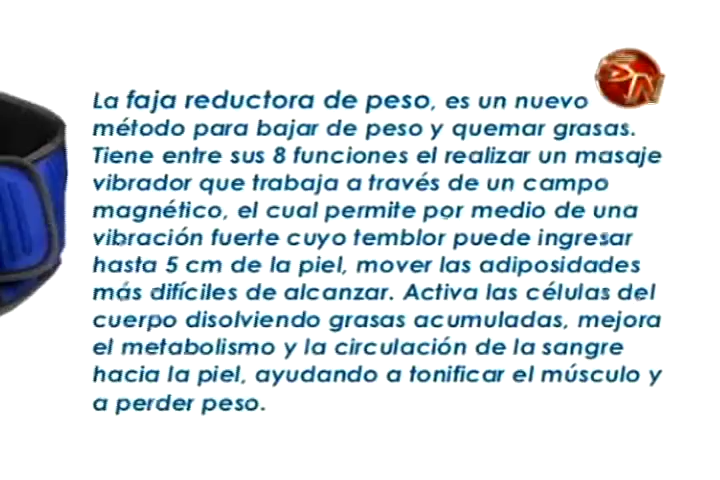 SN
La faja reductora de peso, es un nuevo
método para bajar de peso y quemar grasas.
Tiene entre sus 8 funciones el realizar un masaje
vibrador que trabaja a través de un campo
magnético, el cual permite por medio de una
vibración fuerte cuyo temblor puede ingresar
hasta 5 cm de la piel, mover las adiposidades
más difíciles de alcanzar. Activa las células del
cuerpo disolviendo grasas acumuladas, mejora
el metabolismo y la circulación de la sangre
hacia la piel, ayudando a tonificar el músculo y
a perder peso.